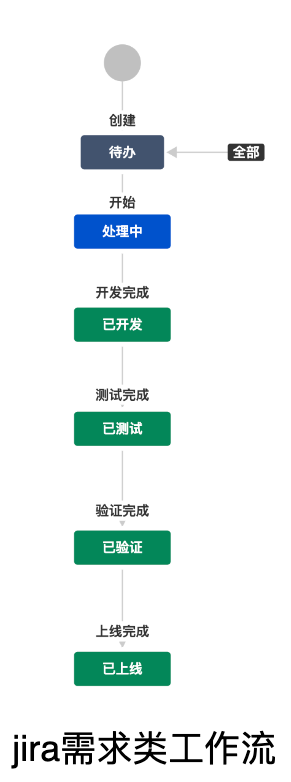 创建
待办
全部
开始
处理中
开发完成
已开发
测试完成
已测试
验证完成
已验证
上线完成
已上线
jira需求类工作流